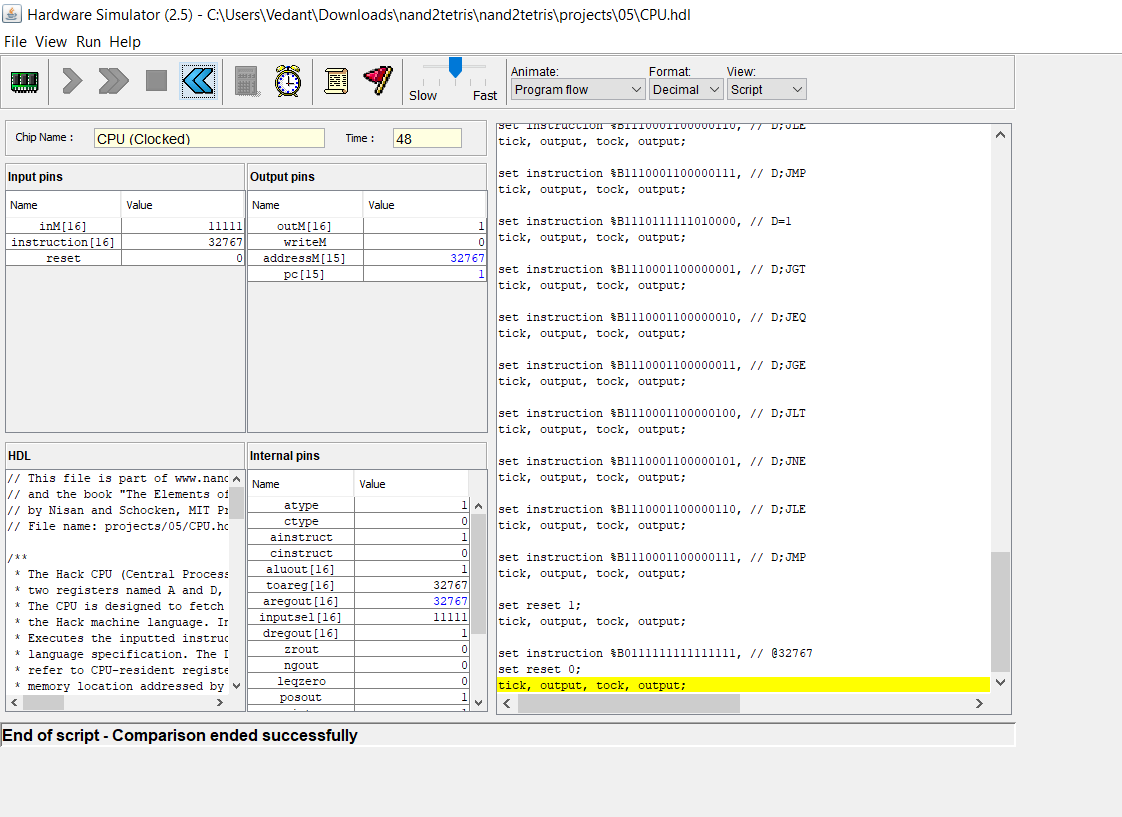 Hardware Simulator (2.5) - C:\Users\Vedant\Downloads\nand2tetris\nand2tetris\projects\05\CPU.hdl
File View Run Help
Slow Fast
Animate: Format: View:
Program flow Decimal Script
Chip Name : CPU (Clocked) Time : 48
Input pins
Name Value
inM[16] 11111
instruction[16] 32767
reset 0
Output pins
Name Value
outM[16] 1
writeM 0
addressM[15] 32767
pc[15] 1
HDL
// This file is part of www.nand
// and the book "The Elements of
// by Nisan and Schocken, MIT Pr
// File name: projects/05/CPU.hd
/**
* The Hack CPU (Central Process
* two registers named A and D,
* The CPU is designed to fetch
* the Hack machine language. In
* Executes the inputted instruc
* language specification. The D
* refer to CPU-resident registe
* memory location addressed by
Internal pins
Name Value
atype 1
ctype 0
ainstruct 1
cinstruct 0
aluout[16] 1
toareg[16] 32767
aregout[16] 32767
inputsel[16] 11111
dregout[16] 1
zrout 0
ngout 0
leqzero 0
posout 1
set instruction %B1110001100000110, // D;JLE
tick, output, tock, output;
set instruction %B1110001100000111, // D;JMP
tick, output, tock, output;
set instruction %B1110111111010000, // D=1
tick, output, tock, output;
set instruction %B1110001100000001, // D;JGT
tick, output, tock, output;
set instruction %B1110001100000010, // D;JEQ
tick, output, tock, output;
set instruction %B1110001100000011, // D;JGE
tick, output, tock, output;
set instruction %B1110001100000100, // D;JLT
tick, output, tock, output;
set instruction %B1110001100000101, // D;JNE
tick, output, tock, output;
set instruction %B1110001100000110, // D;JLE
tick, output, tock, output;
set instruction %B1110001100000111, // D;JMP
tick, output, tock, output;
set reset 1;
tick, output, tock, output;
set instruction %B0111111111111111, // @32767
set reset 0;
tick, output, tock, output;
End of script - Comparison ended successfully